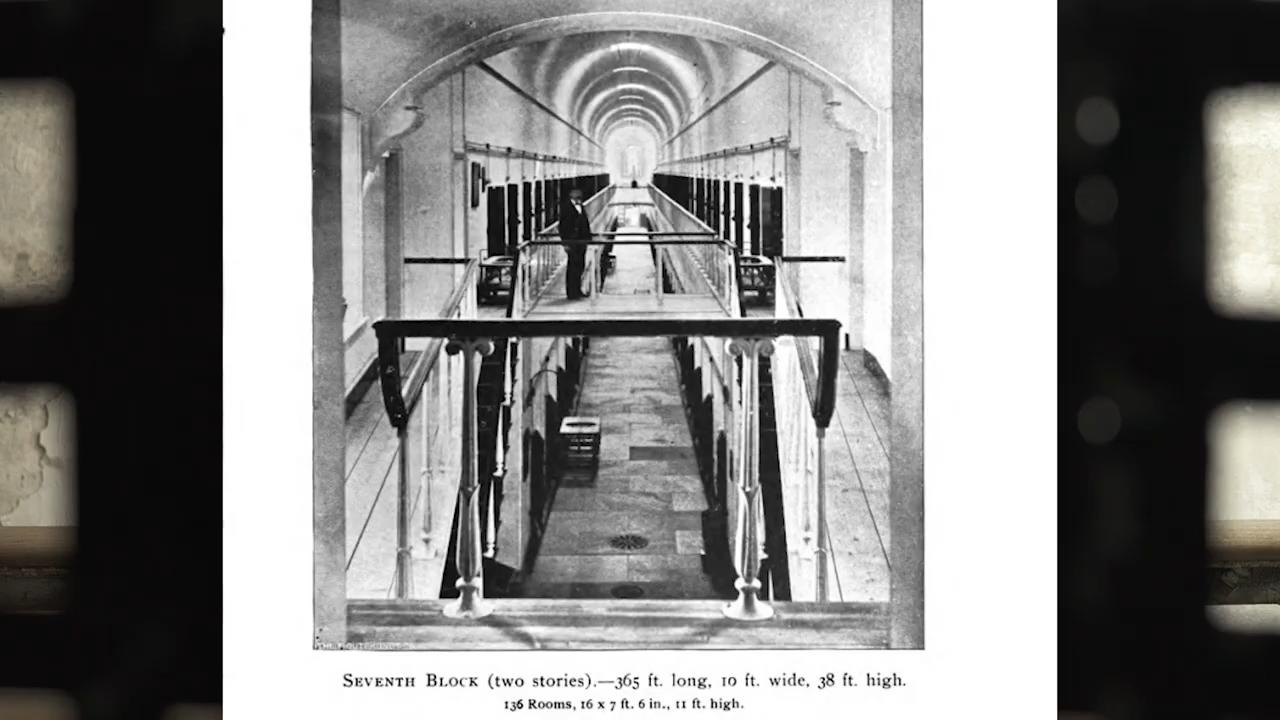 SEVENTH BLOCK (two stories).—365 ft. long, 10 ft. wide, 38 ft. high.
136 Rooms, 16 x 7 ft. 6 in., 11 ft. high.